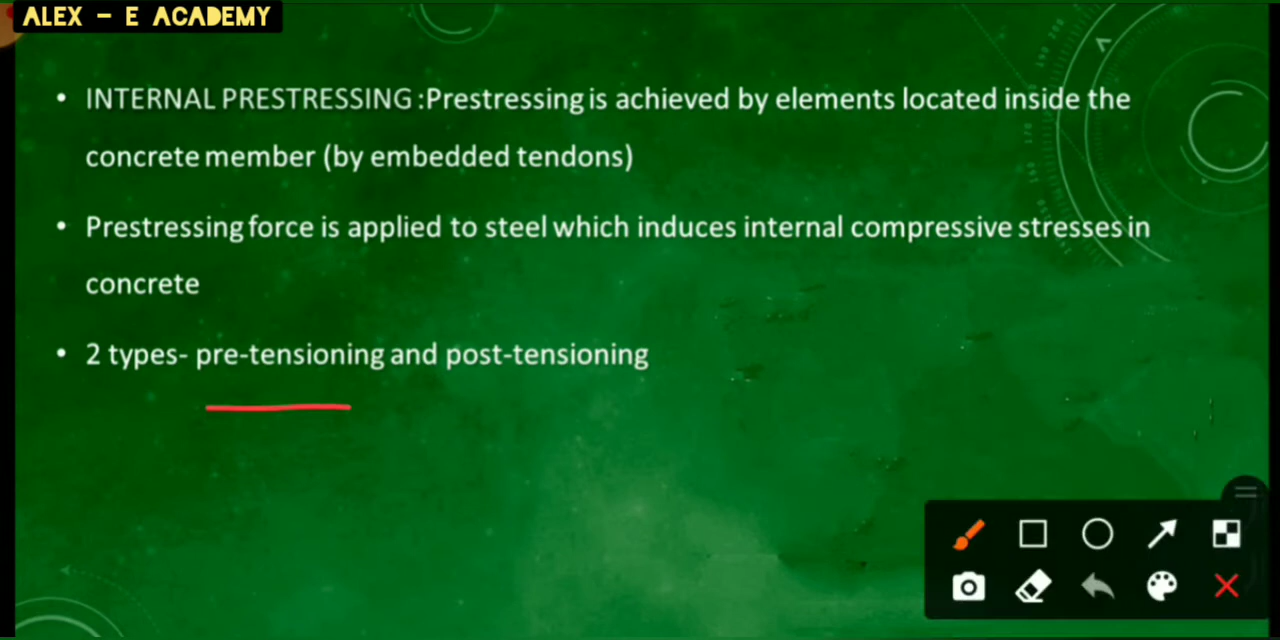 ALEX - E ACADEMY
• INTERNAL PRESTRESSING :Prestressing is achieved by elements located inside the
concrete member (by embedded tendons)
• Prestressing force is applied to steel which induces internal compressive stresses in
concrete
• 2 types- pre-tensioning and post-tensioning